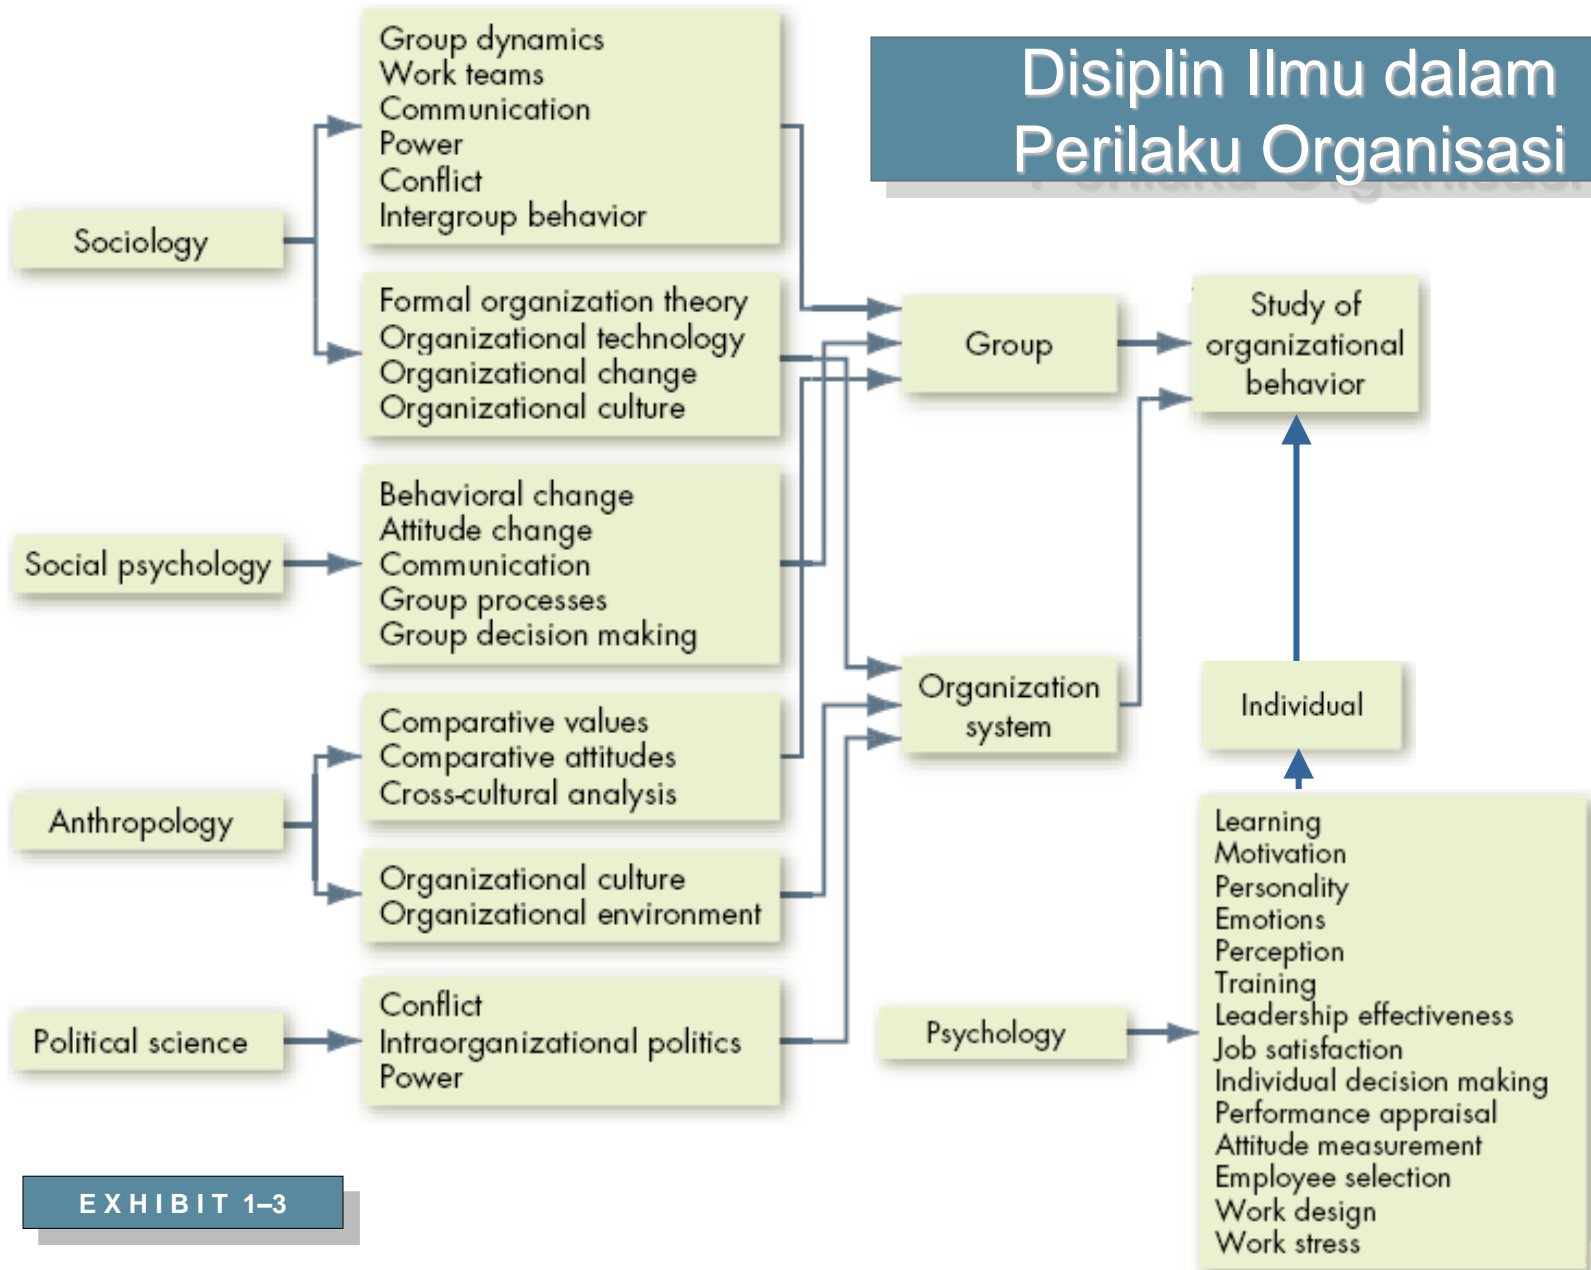 Disiplin Ilmu dalam
Perilaku Organisasi
Sociology
Group dynamics
Work teams
Communication
Power
Conflict
Intergroup behavior
Formal organization theory
Organizational technology
Organizational change
Organizational culture
Social psychology
Behavioral change
Attitude change
Communication
Group processes
Group decision making
Anthropology
Comparative values
Comparative attitudes
Cross-cultural analysis
Organizational culture
Organizational environment
Political science
Conflict
Intraorganizational politics
Power
Group
Organization
system
Study of
organizational
behavior
Individual
Psychology
Learning
Motivation
Personality
Emotions
Perception
Training
Leadership effectiveness
Job satisfaction
Individual decision making
Performance appraisal
Attitude measurement
Employee selection
Work design
Work stress
EXHIBIT 1–3